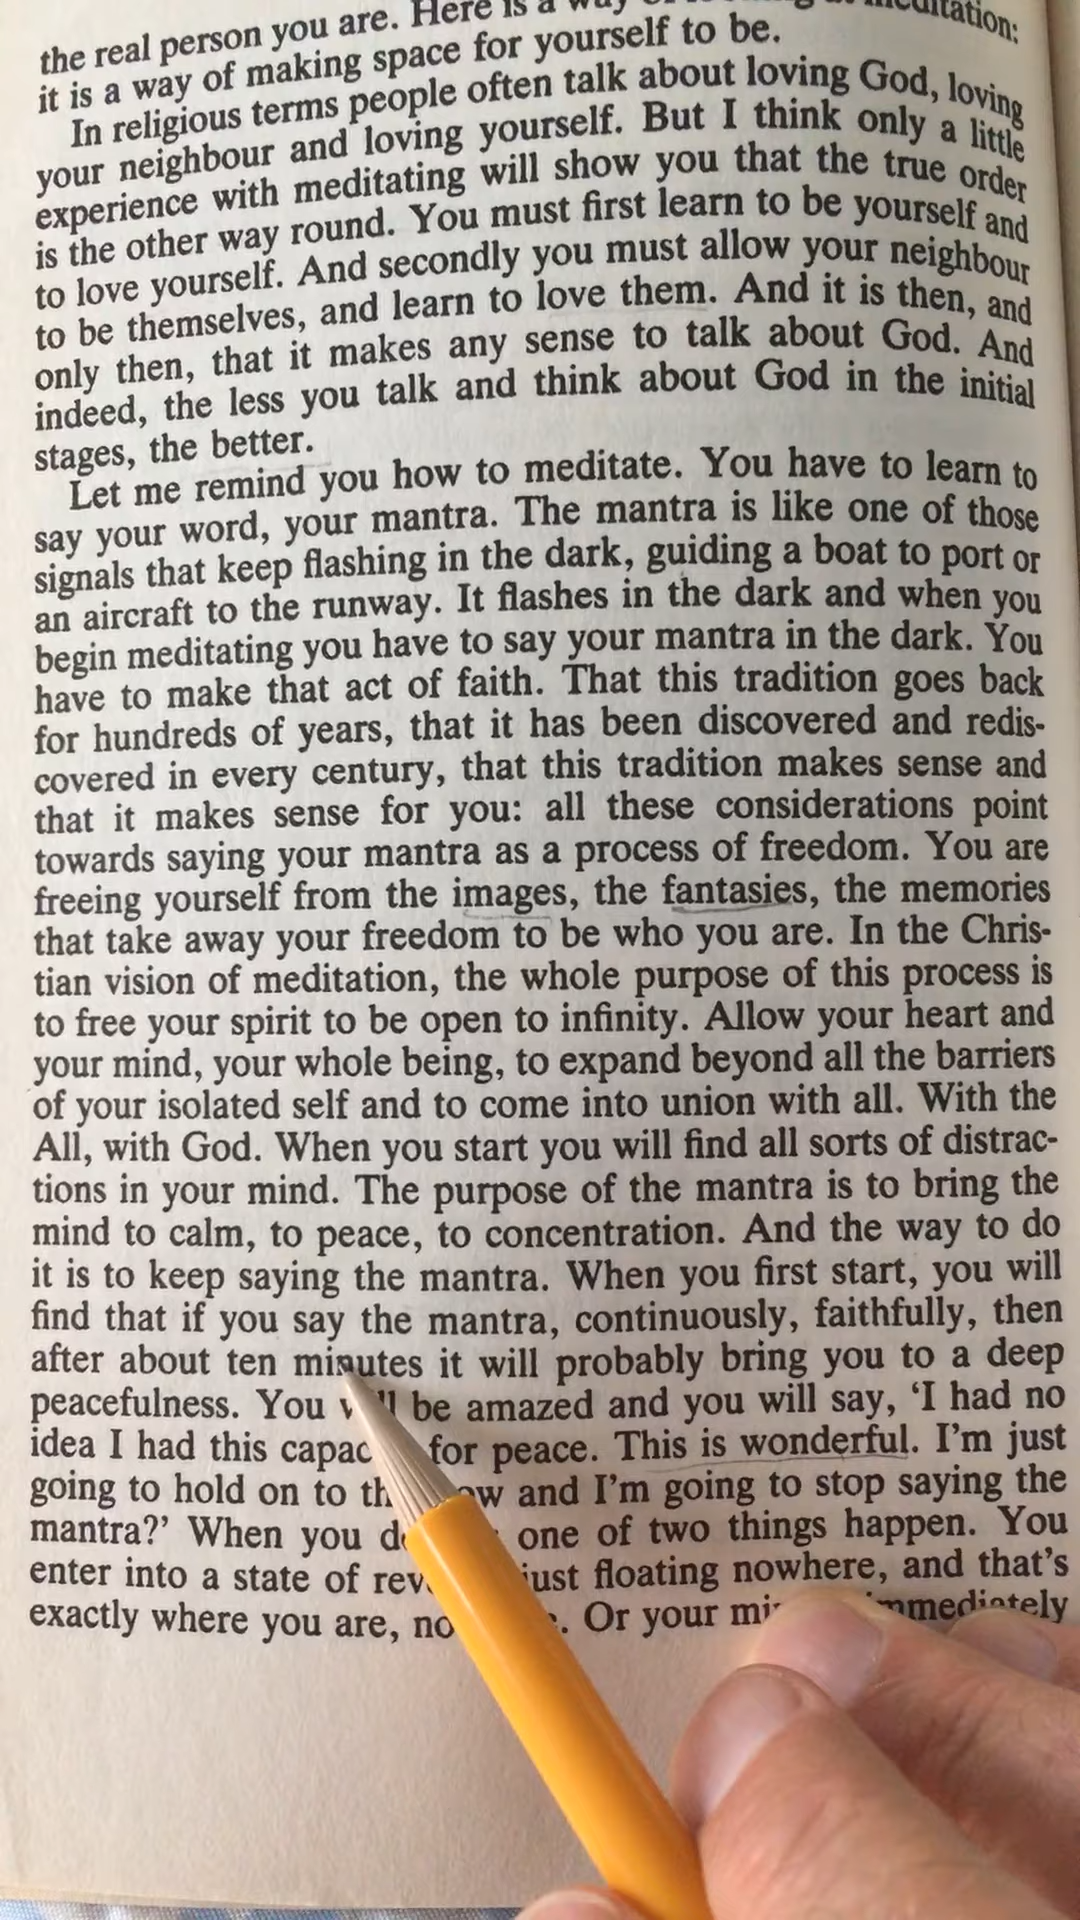 the real person you are. Here is a way meditation:
it is a way of making space for yourself to be.
In religious terms people often talk about loving God, loving
your neighbour and loving yourself. But I think only a little
experience with meditating will show you that the true order
is the other way round. You must first learn to be yourself and
to love yourself. And secondly you must allow your neighbour
to be themselves, and learn to love them. And it is then, and
only then, that it makes any sense to talk about God. And
indeed, the less you talk and think about God in the initial
stages, the better.
Let me remind you how to meditate. You have to learn to
say your word, your mantra. The mantra is like one of those
signals that keep flashing in the dark, guiding a boat to port or
an aircraft to the runway. It flashes in the dark and when you
begin meditating you have to say your mantra in the dark. You
have to make that act of faith. That this tradition goes back
for hundreds of years, that it has been discovered and redis-
covered in every century, that this tradition makes sense and
that it makes sense for you: all these considerations point
towards saying your mantra as a process of freedom. You are
freeing yourself from the images, the fantasies, the memories
that take away your freedom to be who you are. In the Chris-
tian vision of meditation, the whole purpose of this process is
to free your spirit to be open to infinity. Allow your heart and
your mind, your whole being, to expand beyond all the barriers
of your isolated self and to come into union with all. With the
All, with God. When you start you will find all sorts of distrac-
tions in your mind. The purpose of the mantra is to bring the
mind to calm, to peace, to concentration. And the way to do
it is to keep saying the mantra. When you first start, you will
find that if you say the mantra, continuously, faithfully, then
after about ten minutes it will probably bring you to a deep
peacefulness. You will be amazed and you will say, ‘I had no
idea I had this for peace. This is wonderful. I'm just
going to hold on to and I'm going to stop saying the
mantra?’ When you one of two things happen. You
enter into a state of just floating nowhere, and that's
exactly where you are, Or your immediately